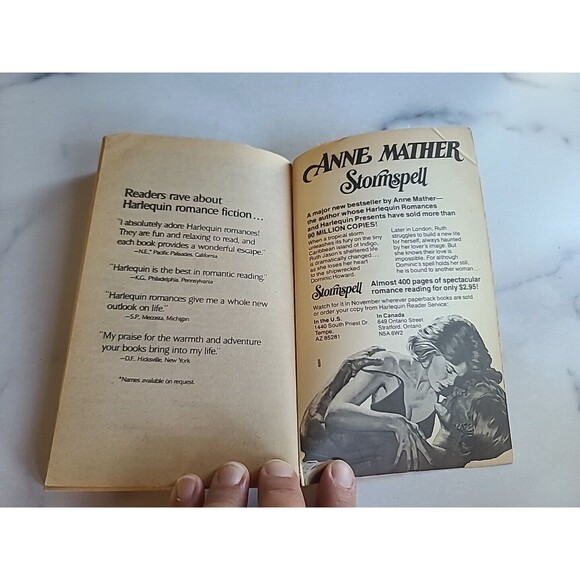 Readers rave about
Harlequin romance fiction...
"I absolutely adore Harlequin romances!
They are fun and relaxing to read, and
each book provides a wonderful escape."
–N.E.,* Pacific Palisades, California
"Harlequin is the best in romantic reading."
–K.G., Philadelphia, Pennsylvania
"Harlequin romances give me a whole new
outlook on life."
–S.P., Mecosta, Michigan
"My praise for the warmth and adventure
your books bring into my life."
–D.F., Hicksville, New York
*Names available on request.
ANNE MATHER
Stormspell
A major new bestseller by Anne Mather—
the author whose Harlequin Romances
and Harlequin Presents have sold more than
90 MILLION COPIES!
When a tropical storm
unleashes its fury on the tiny
Caribbean island of Indigo,
Ruth Jason's sheltered life
is dramatically changed...
as she loses her heart
to the shipwrecked
Dominic Howard.
Later in London, Ruth
struggles to build a new life
for herself, always haunted
by her lover's image. But
she knows their love is
impossible. For although
Dominic's spell holds her still,
he is bound to another woman...
Stormspell
Almost 400 pages of spectacular
romance reading for only $2.95!
Watch for it in November wherever paperback books are sold
or order your copy from Harlequin Reader Service:
In the U.S.
1440 South Priest Dr.
Tempe,
AZ 85281
In Canada
649 Ontario Street
Stratford, Ontario
N5A 6W2